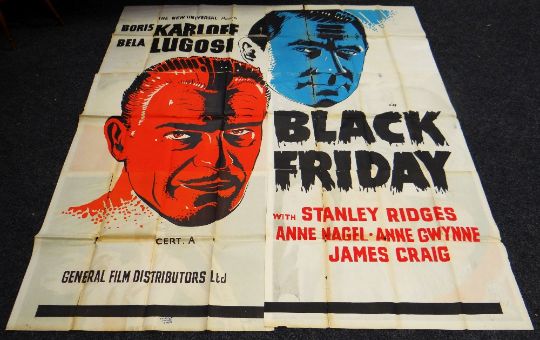 THE NEW UNIVERSAL
BORIS KARLOFF
BELA LUGOSI
BLACK
FRIDAY
WITH STANLEY RIDGES
ANNE NAGEL · ANNE GWYNNE
JAMES CRAIG
CERT. A
GENERAL FILM DISTRIBUTORS Ltd